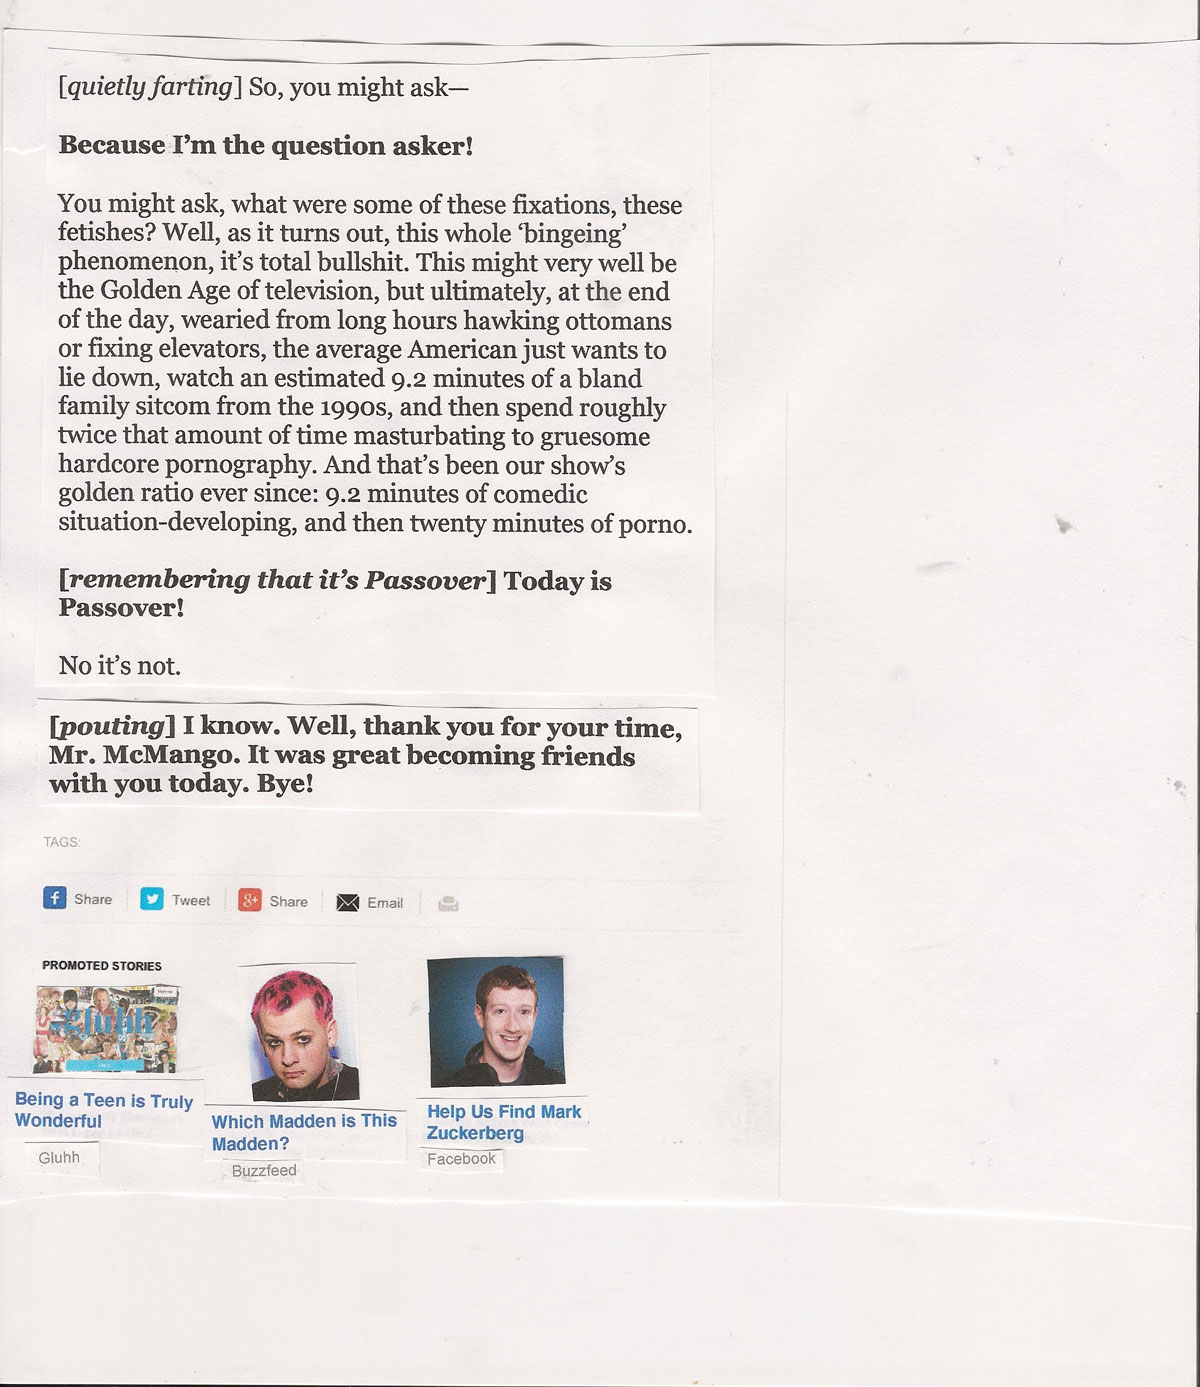 [quietly farting] So, you might ask—
Because I'm the question asker!
You might ask, what were some of these fixations, these
fetishes? Well, as it turns out, this whole 'bingeing'
phenomenon, it's total bullshit. This might very well be
the Golden Age of television, but ultimately, at the end
of the day, wearied from long hours hawking ottomans
or fixing elevators, the average American just wants to
lie down, watch an estimated 9.2 minutes of a bland
family sitcom from the 1990s, and then spend roughly
twice that amount of time masturbating to gruesome
hardcore pornography. And that's been our show's
golden ratio ever since: 9.2 minutes of comedic
situation-developing, and then twenty minutes of porno.
[remembering that it's Passover] Today is
Passover!
No it's not.
[pouting] I know. Well, thank you for your time,
Mr. McMango. It was great becoming friends
with you today. Bye!
TAGS:
f Share
Tweet
8+ Share
Email
PROMOTED STORIES
gluhh
Being a Teen is Truly
Wonderful
Gluhh
Which Madden is This
Madden?
Buzzfeed
Help Us Find Mark
Zuckerberg
Facebook